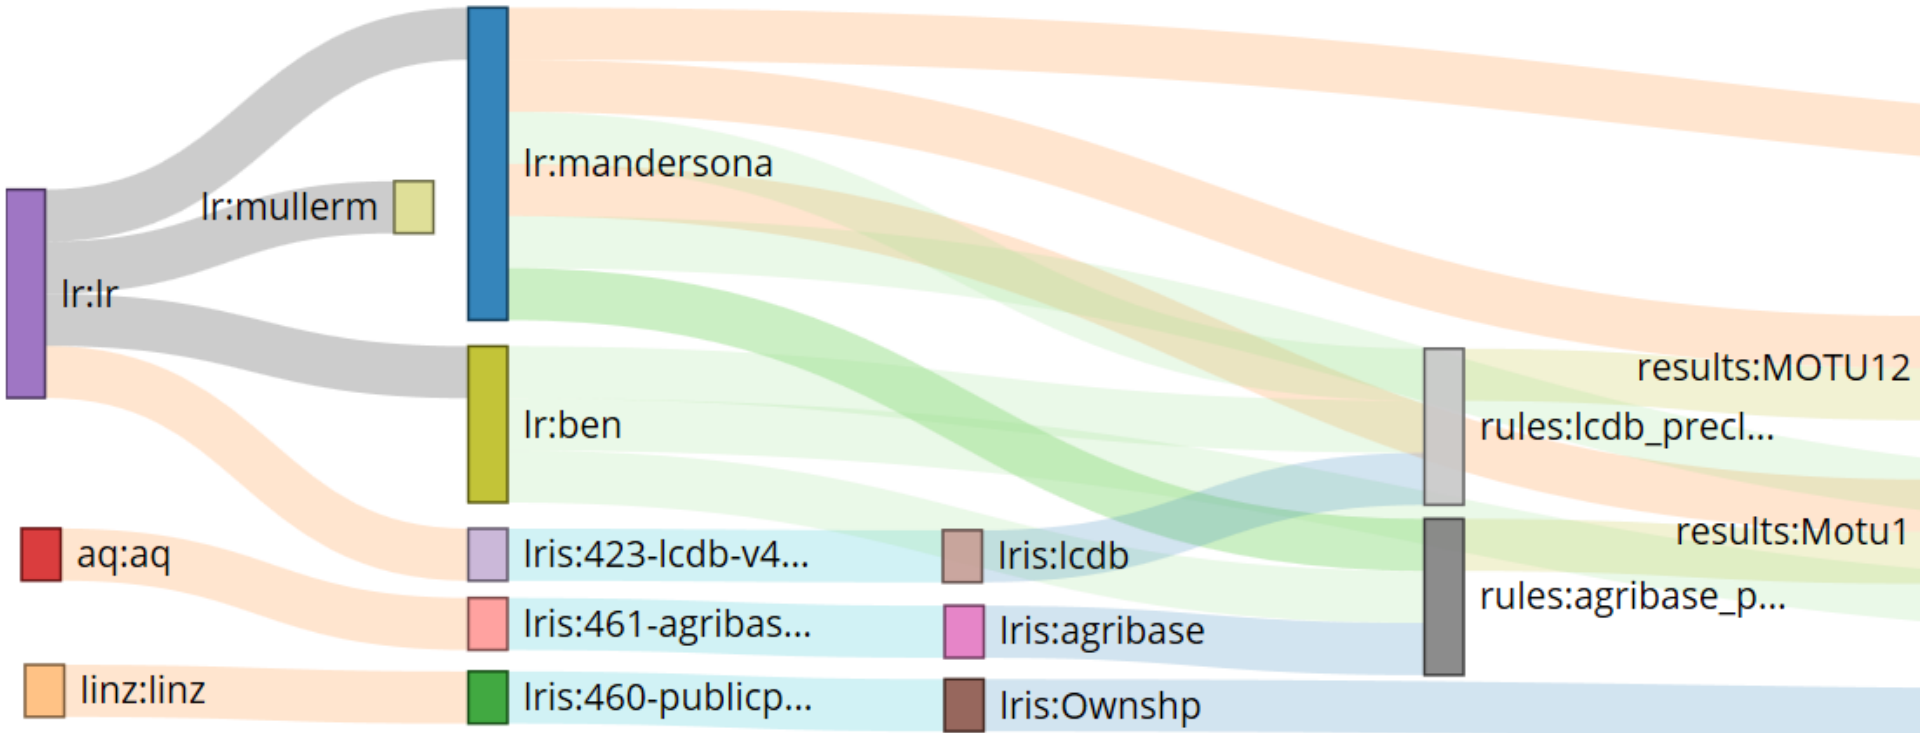 lr:mandersona
lr:mullerm
lr:lr
results:MOTU12
lr:ben
rules:lcdb_precl...
results:Motu1
aq:aq
lris:423-lcdb-v4...
lris:lcdb
rules:agribase_p...
lris:461-agribas...
lris:agribase
linz:linz
lris:460-publicp...
lris:Ownshp